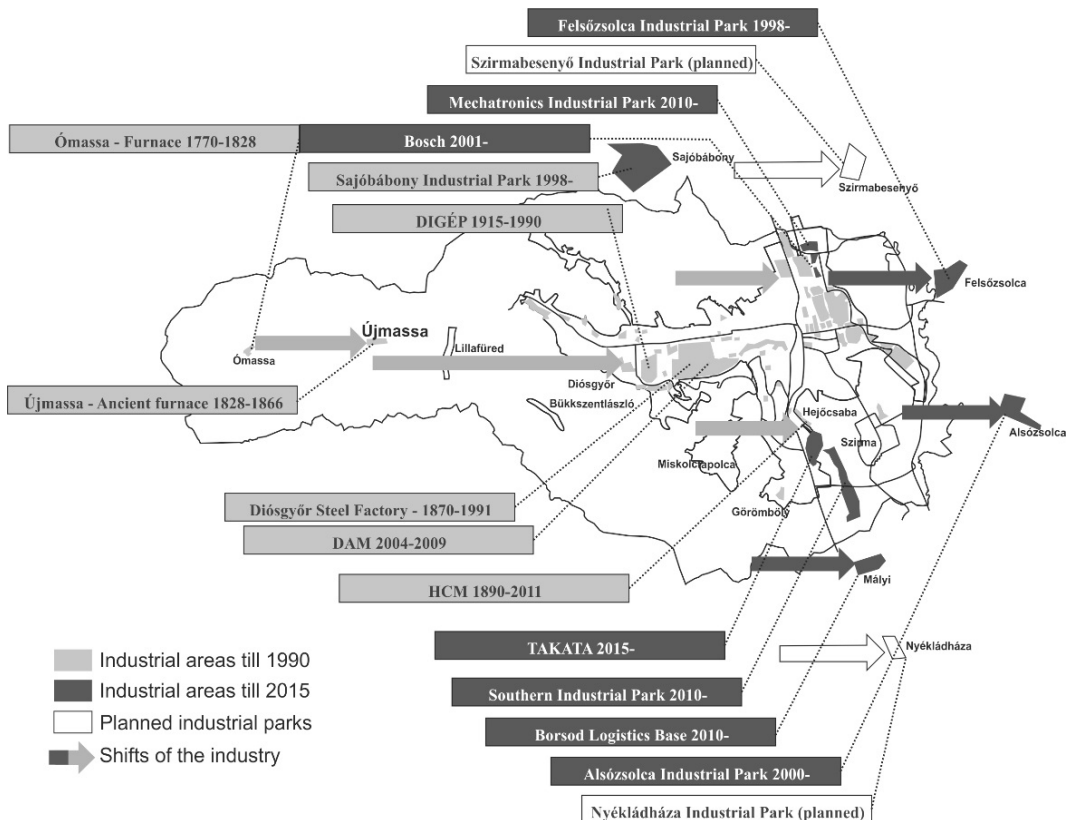 Felsőzsolca Industrial Park 1998-
Szirmabesenyő Industrial Park (planned)
Mechatronics Industrial Park 2010-
Ómassa - Furnace 1770-1828
Bosch 2001-
Sajóbábony
Sajóbábony Industrial Park 1998-
Szirmabesenyő
DIGÉP 1915-1990
Felsőzsolca
Újmassa
Ómassa
Lillafüred
Diósgyőr
Újmassa - Ancient furnace 1828-1866
Bükkszentlászló
Hejőcsaba
Alsózsolca
Szirma
Miskolctapolca
Diósgyőr Steel Factory - 1870-1991
Görömböly
DAM 2004-2009
Mályi
HCM 1890-2011
TAKATA 2015-
Nyékládháza
Industrial areas till 1990
Industrial areas till 2015
Southern Industrial Park 2010-
Planned industrial parks
Borsod Logistics Base 2010-
Shifts of the industry
Alsózsolca Industrial Park 2000-
Nyékládháza Industrial Park (planned)